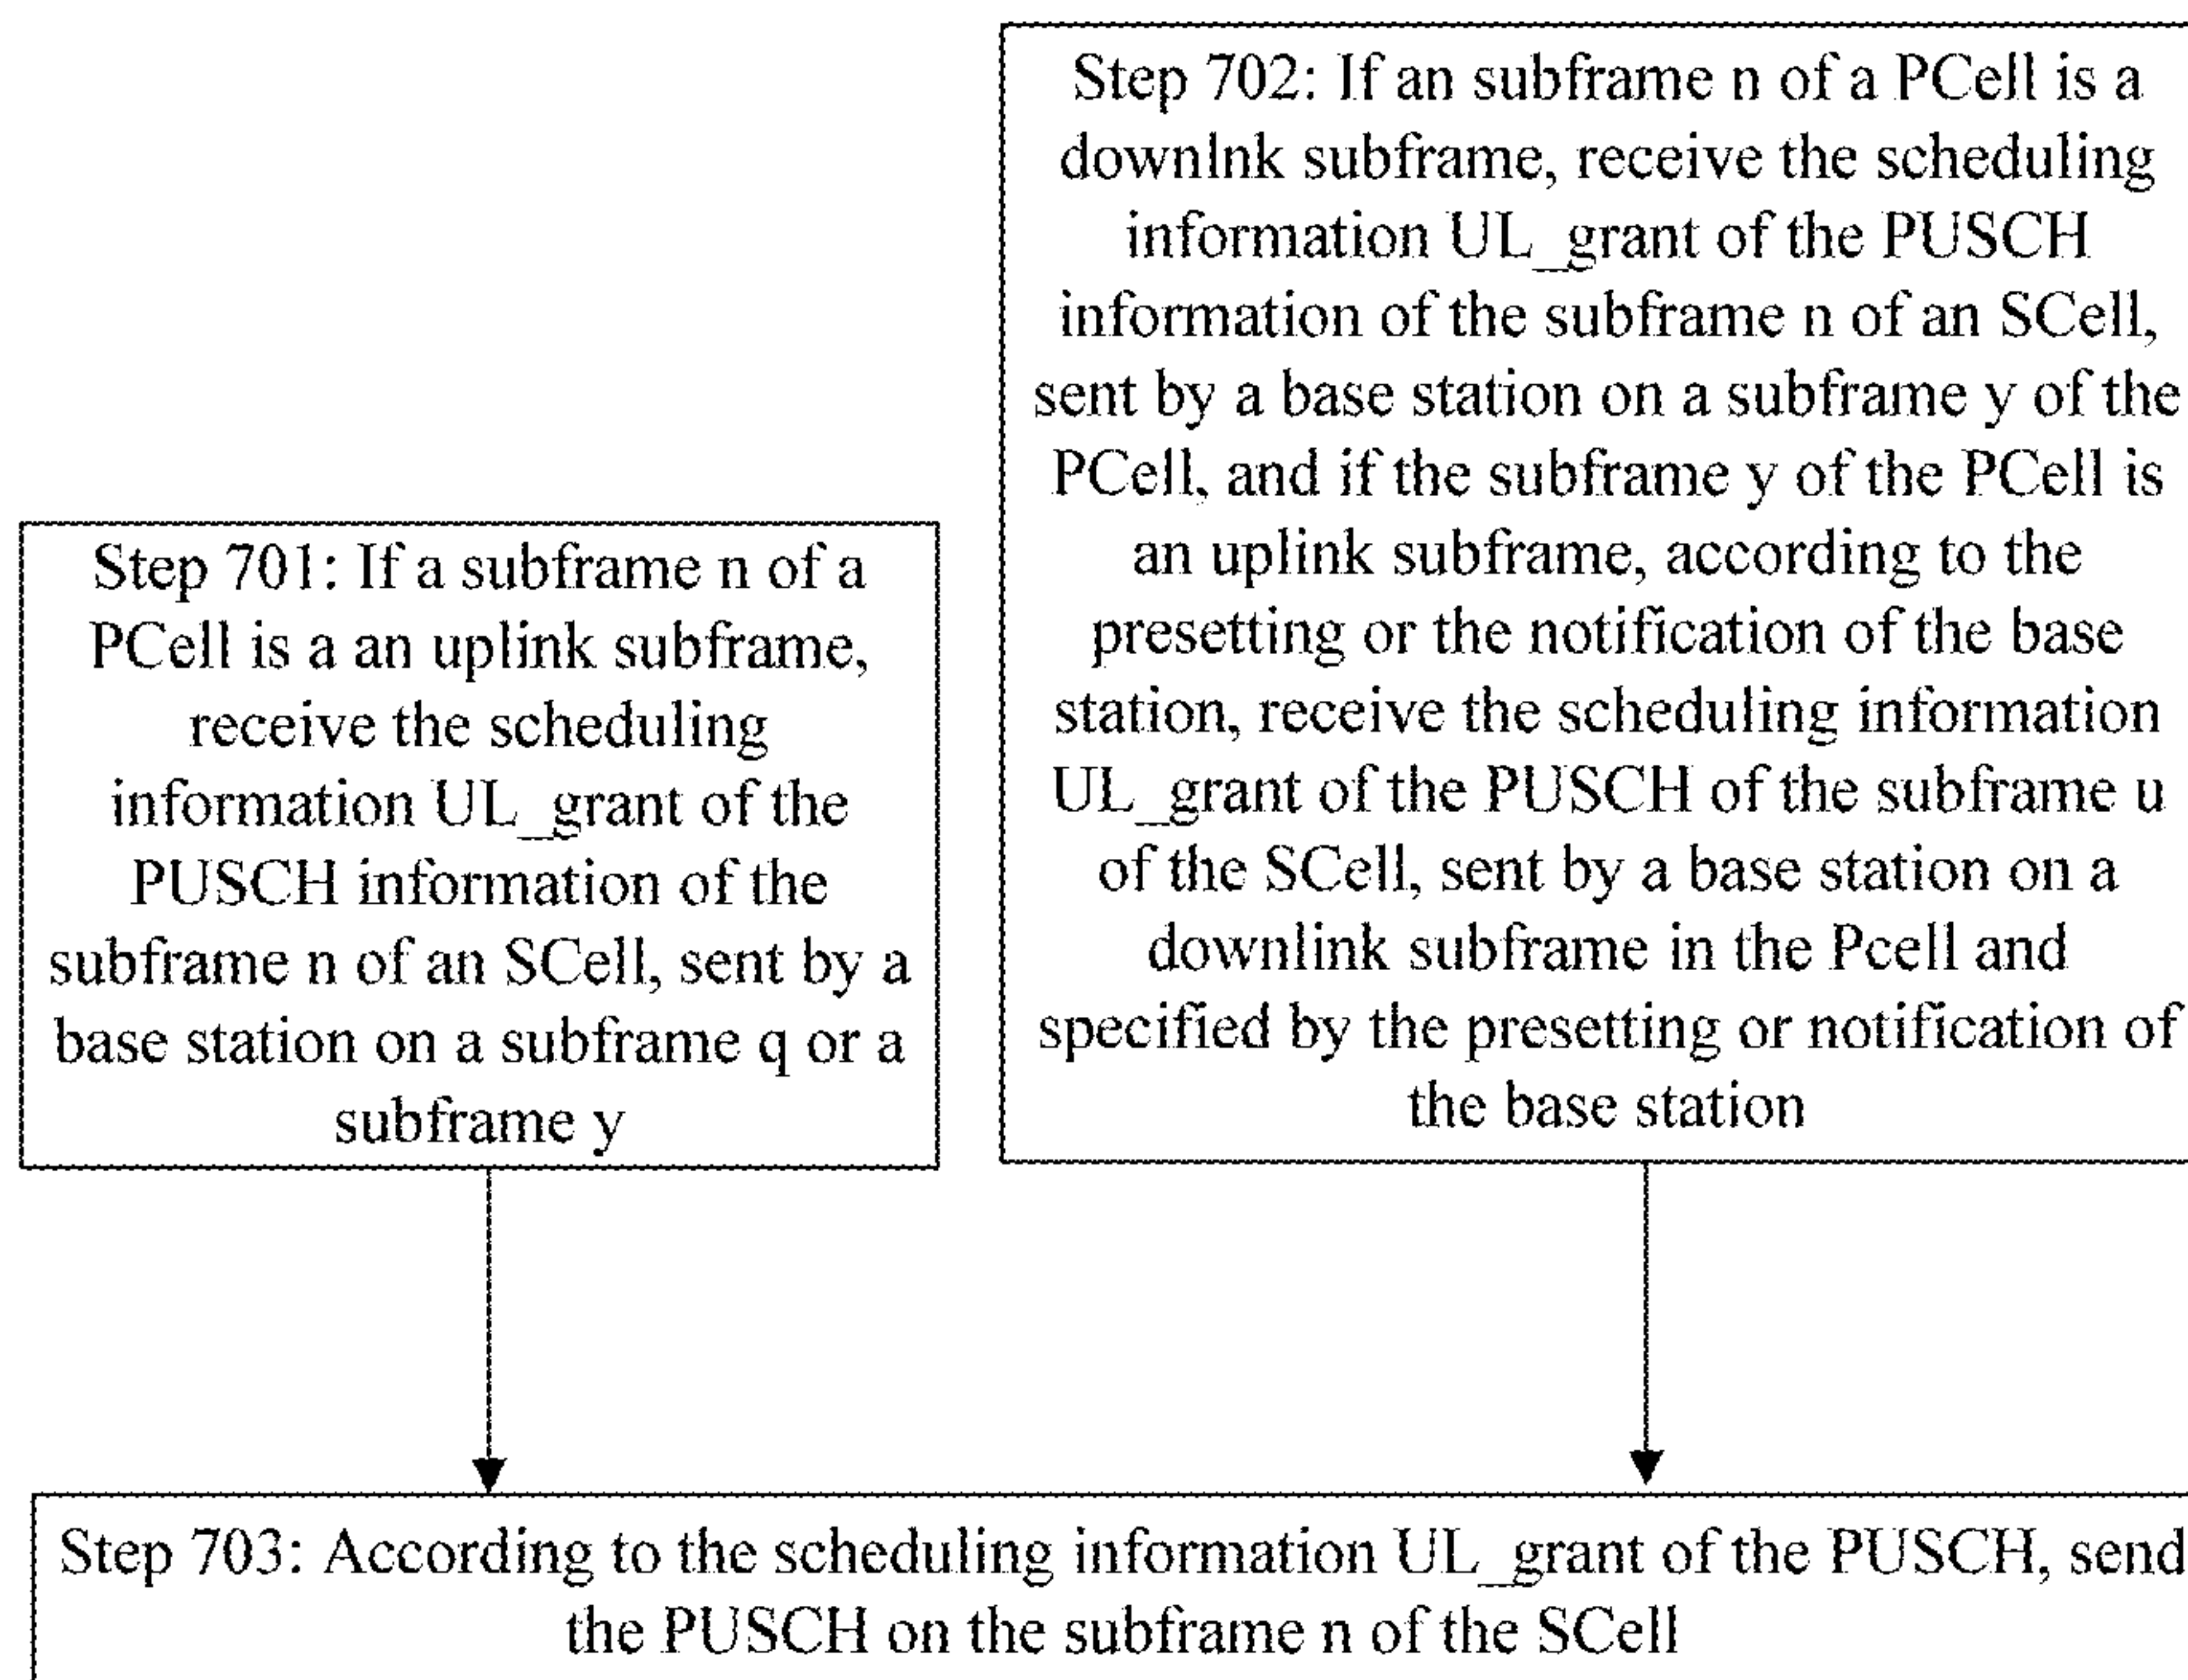 Step 701: If a subframe n of a
PCell is a an uplink subframe,
receive the scheduling
information UL_grant of the
PUSCH information of the
subframe n of an SCell, sent by a
base station on a subframe q or a
subframe y
Step 702: If an subframe n of a PCell is a
downlnk subframe, receive the scheduling
information UL_grant of the PUSCH
information of the subframe n of an SCell,
sent by a base station on a subframe y of the
PCell, and if the subframe y of the PCell is
an uplink subframe, according to the
presetting or the notification of the base
station, receive the scheduling information
UL_grant of the PUSCH of the subframe u
of the SCell, sent by a base station on a
downlink subframe in the Pcell and
specified by the presetting or notification of
the base station
Step 703: According to the scheduling information UL_grant of the PUSCH, send
the PUSCH on the subframe n of the SCell